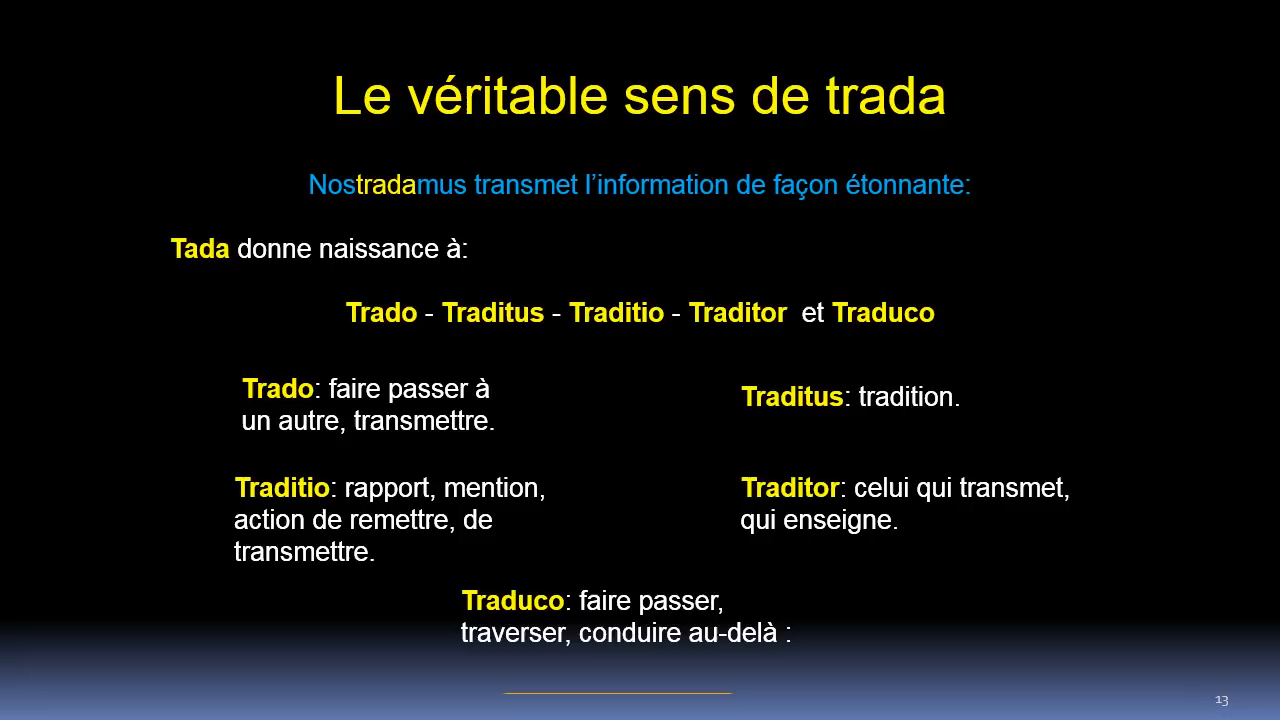 Le véritable sens de trada
Nostradamus transmet l’information de façon étonnante:
Tada donne naissance à:
Trado - Traditus - Traditio - Traditor et Traduco
Trado: faire passer à
un autre, transmettre.
Traditus: tradition.
Traditio: rapport, mention,
action de remettre, de
transmettre.
Traditor: celui qui transmet,
qui enseigne.
Traduco: faire passer,
traverser, conduire au-delà :
13